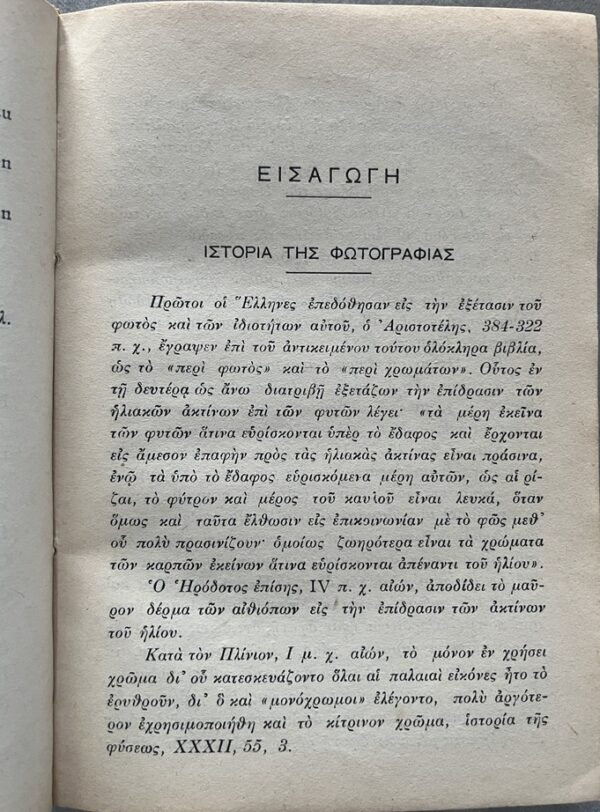 υ
η
η
λ.
ΕΙΣΑΓΩΓΗ
ΙΣΤΟΡΙΑ ΤΗΣ ΦΩΤΟΓΡΑΦΙΑΣ
Πρῶτοι οἱ Ἕλληνες ἐπεδόθησαν εἰς τὴν ἐξέτασιν τοῦ
φωτὸς καὶ τῶν ἰδιοτήτων αὐτοῦ, ὁ Ἀριστοτέλης, 384-322
π. χ., ἔγραψεν ἐπὶ τοῦ ἀντικειμένου τούτου ὁλόκληρα βιβλία,
ὡς τὸ «περὶ φωτὸς» καὶ τὸ «περὶ χρωμάτων». Οὗτος ἐν
τῇ δευτέρᾳ ὡς ἄνω διατριβῇ ἐξετάζων τὴν ἐπίδρασιν τῶν
ἡλιακῶν ἀκτίνων ἐπὶ τῶν φυτῶν λέγει· «τὰ μέρη ἐκεῖνα
τῶν φυτῶν ἅτινα εὑρίσκονται ὑπὲρ τὸ ἔδαφος καὶ ἔρχονται
εἰς ἄμεσον ἐπαφὴν πρὸς τὰς ἡλιακὰς ἀκτῖνας εἶναι πράσινα,
ἐνῷ τὰ ὑπὸ τὸ ἔδαφος εὑρισκόμενα μέρη αὐτῶν, ὡς αἱ ρί-
ζαι, τὸ φύτρον καὶ μέρος τοῦ καυλοῦ εἶναι λευκά, ὅταν
ὅμως καὶ ταῦτα ἔλθωσιν εἰς ἐπικοινωνίαν μὲ τὸ φῶς μεθ'
οὗ πολὺ πρασινίζουν· ὁμοίως ζωηρότερα εἶναι τὰ χρώματα
τῶν καρπῶν ἐκείνων ἅτινα εὑρίσκονται ἀπέναντι τοῦ ἡλίου».
Ὁ Ἡρόδοτος ἐπίσης, IV π. χ. αἰών, ἀποδίδει τὸ μαῦ-
ρον δέρμα τῶν αἰθιόπων εἰς τὴν ἐπίδρασιν τῶν ἀκτίνων
τοῦ ἡλίου.
Κατὰ τὸν Πλίνιον, Ι μ. χ. αἰών, τὸ μόνον ἐν χρήσει
χρῶμα δι' οὗ κατεσκευάζοντο ὅλαι αἱ παλαιαὶ εἰκόνες ἦτο τὸ
ἐρυθροῦν, δι' ὃ καὶ «μονόχρωμοι» ἐλέγοντο, πολὺ ἀργότε-
ρον ἐχρησιμοποιήθη καὶ τὸ κίτρινον χρῶμα, ἱστορία τῆς
φύσεως, XXXII, 55, 3.